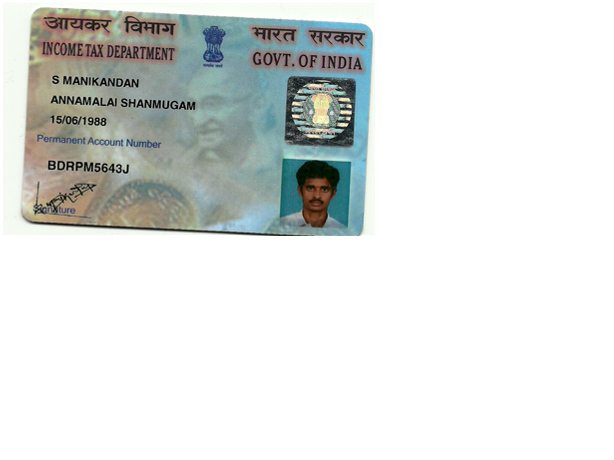 आयकर विभाग
INCOME TAX DEPARTMENT
भारत सरकार
GOVT. OF INDIA
S MANIKANDAN
ANNAMALAI SHANMUGAM
15/06/1988
Permanent Account Number
BDRPM5643J
Signature